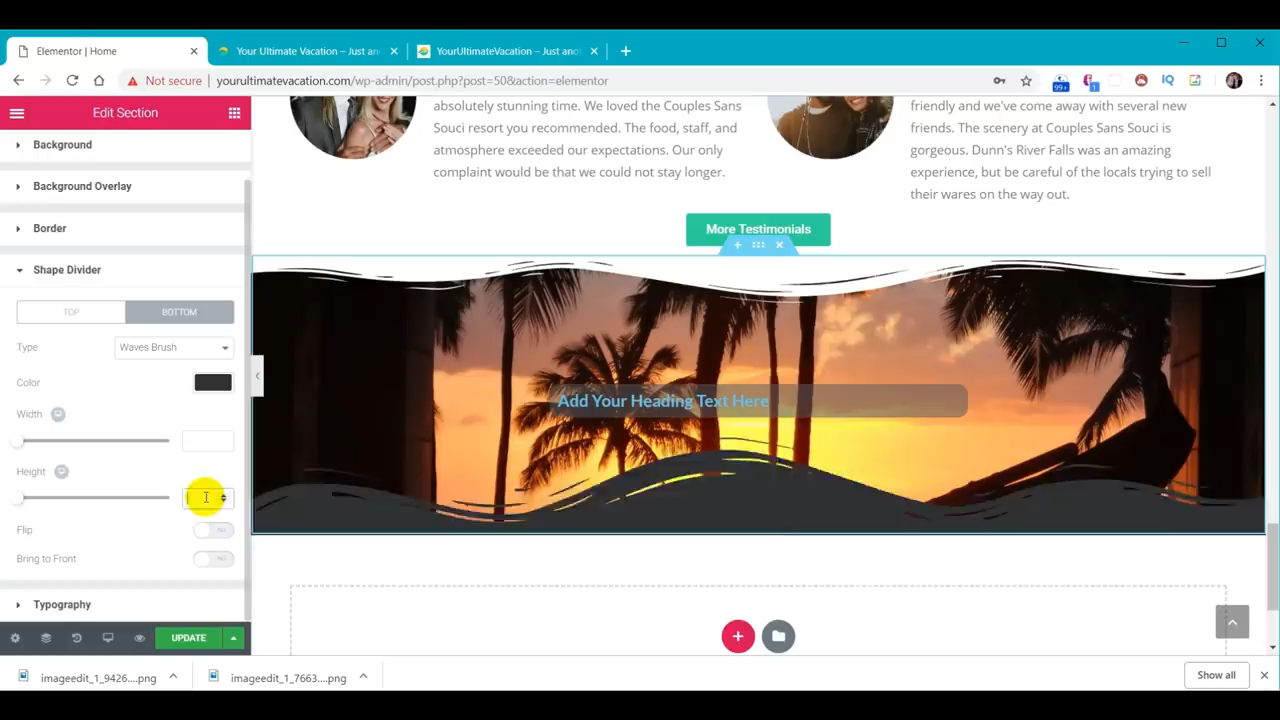 Elementor | Home
Your Ultimate Vacation – Just an
YourUltimateVacation – Just anot
Not secure
yourultimatevacation.com/wp-admin/post.php?post=50&action=elementor
99+
1
IQ
Edit Section
Background
Background Overlay
Border
Shape Divider
TOP
BOTTOM
Type
Waves Brush
Color
Width
Height
Flip
NO
Bring to Front
NO
Typography
UPDATE
absolutely stunning time. We loved the Couples Sans
Souci resort you recommended. The food, staff, and
atmosphere exceeded our expectations. Our only
complaint would be that we could not stay longer.
friendly and we've come away with several new
friends. The scenery at Couples Sans Souci is
gorgeous. Dunn's River Falls was an amazing
experience, but be careful of the locals trying to sell
their wares on the way out.
More Testimonials
Add Your Heading Text Here
imageedit_1_9426....png
imageedit_1_7663....png
Show all